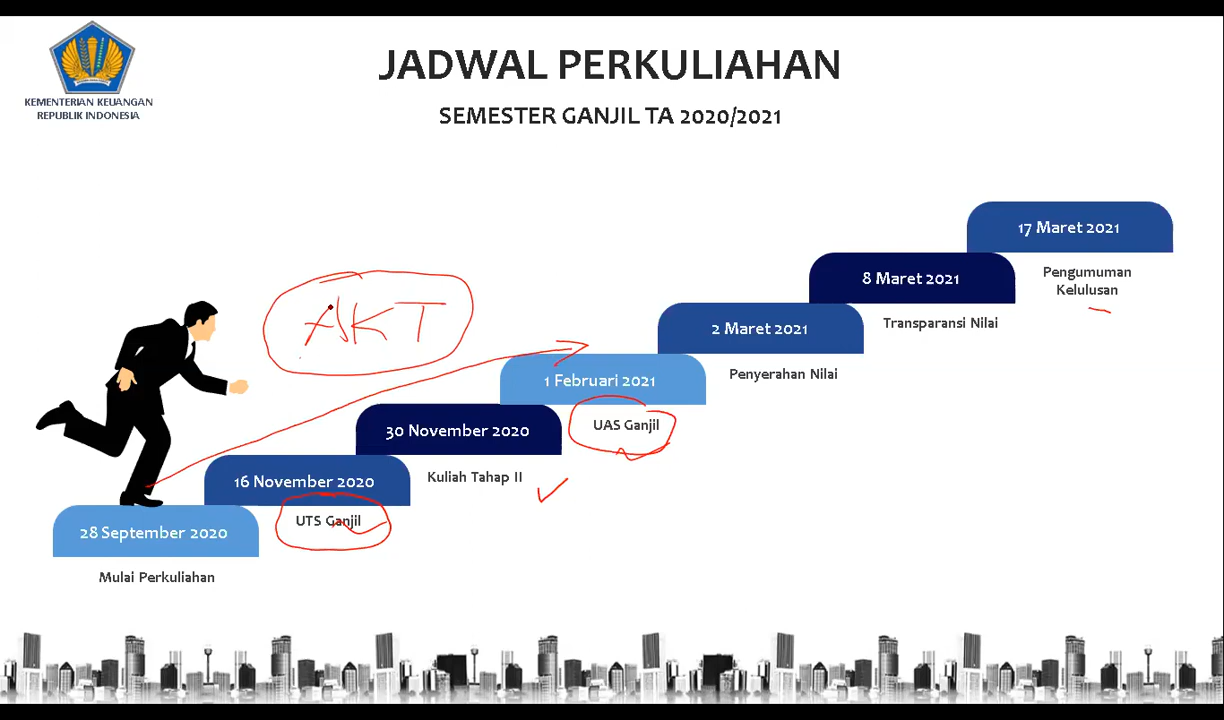 KEMENTERIAN KEUANGAN
REPUBLIK INDONESIA
JADWAL PERKULIAHAN
SEMESTER GANJIL TA 2020/2021
17 Maret 2021
Pengumuman
Kelulusan
8 Maret 2021
Transparansi Nilai
2 Maret 2021
Penyerahan Nilai
AKT
1 Februari 2021
UAS Ganjil
30 November 2020
Kuliah Tahap II
16 November 2020
UTS Ganjil
28 September 2020
Mulai Perkuliahan